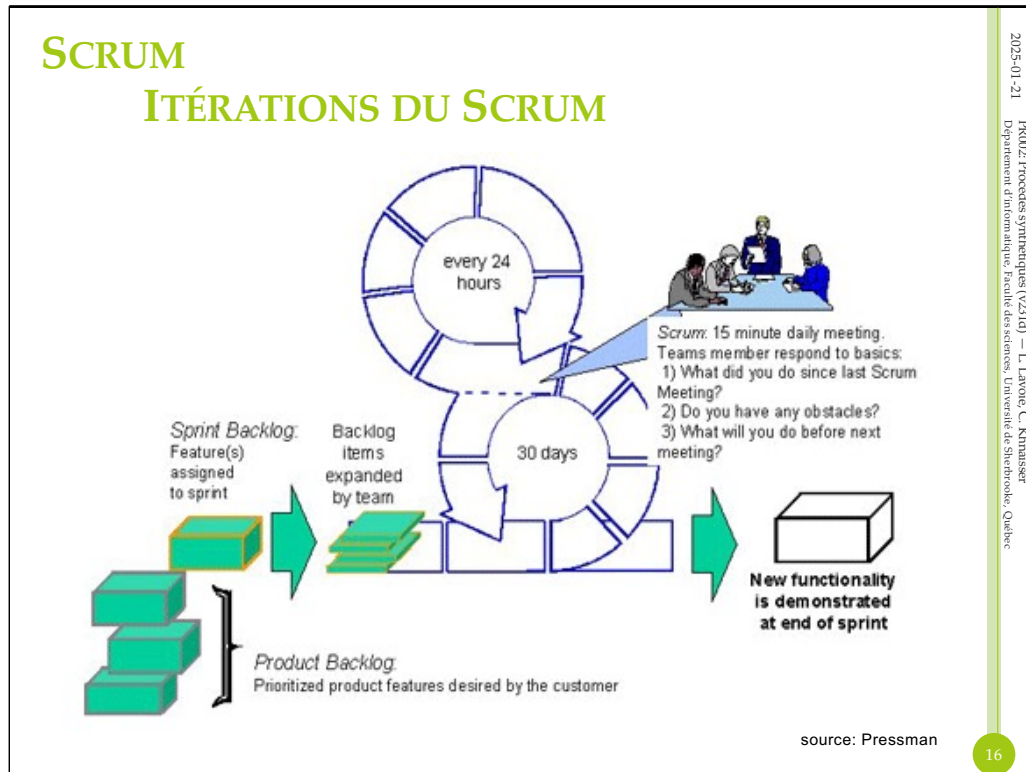 SCRUM
ITÉRATIONS DU SCRUM
every 24
hours
Scrum: 15 minute daily meeting.
Teams member respond to basics:
1) What did you do since last Scrum
Meeting?
2) Do you have any obstacles?
3) What will you do before next
meeting?
Sprint Backlog:
Feature(s)
assigned
to sprint
Backlog
items
expanded
by team
30 days
New functionality
is demonstrated
at end of sprint
Product Backlog:
Prioritized product features desired by the customer
source: Pressman
16
2025-01-21
PR002: Procédés synthétiques (v231d) — L. Lavoie, C. Khnaisser
Département d'informatique, Faculté des sciences, Université de Sherbrooke, Québec